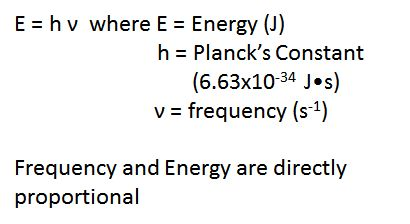 E = h ν where E = Energy (J)
h = Planck's Constant
(6.63x10⁻³⁴ J•s)
ν = frequency (s⁻¹)
Frequency and Energy are directly
proportional